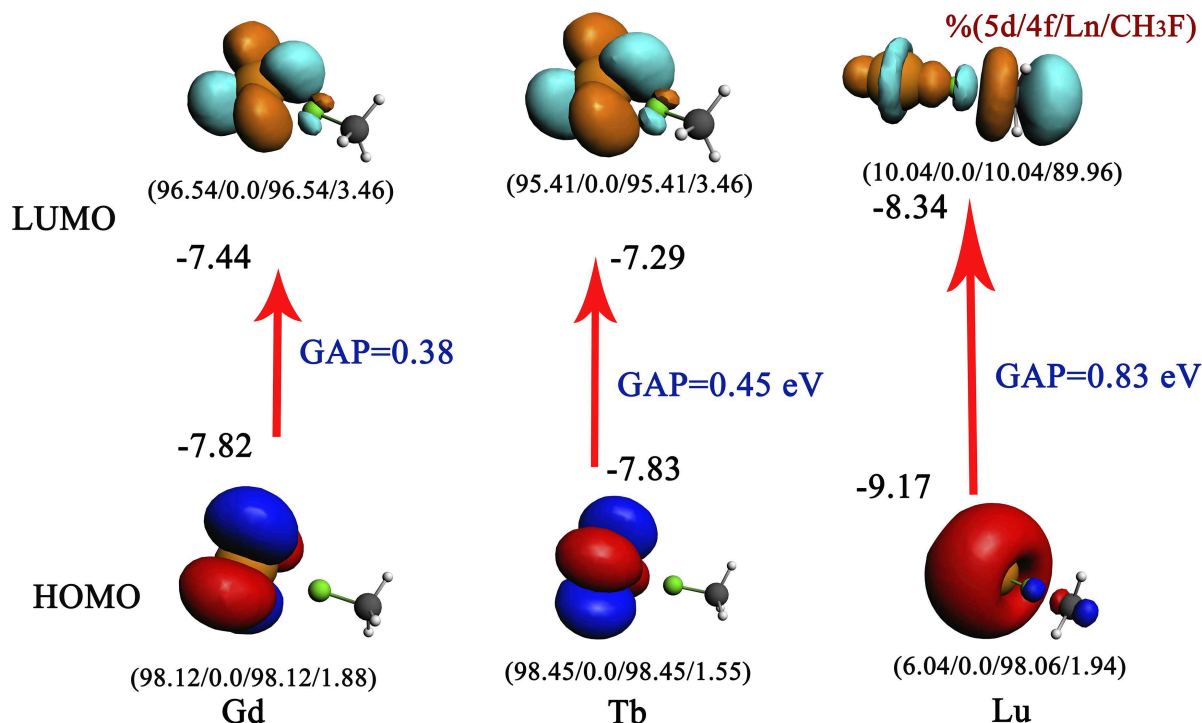 %(5d/4f/Ln/CH3F)
(96.54/0.0/96.54/3.46)
(95.41/0.0/95.41/3.46)
(10.04/0.0/10.04/89.96)
LUMO
-7.44
-7.29
-8.34
GAP=0.38
GAP=0.45 eV
GAP=0.83 eV
-7.82
-7.83
-9.17
HOMO
(98.12/0.0/98.12/1.88)
(98.45/0.0/98.45/1.55)
(6.04/0.0/98.06/1.94)
Gd
Tb
Lu